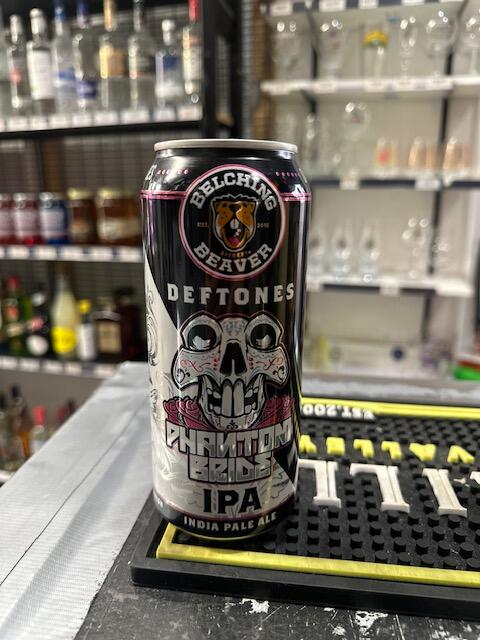 BELCHING
EST. 2012
BEAVER
DEFTONES
PHANTOM
BRIDE
IPA
INDIA PALE ALE
EST.200